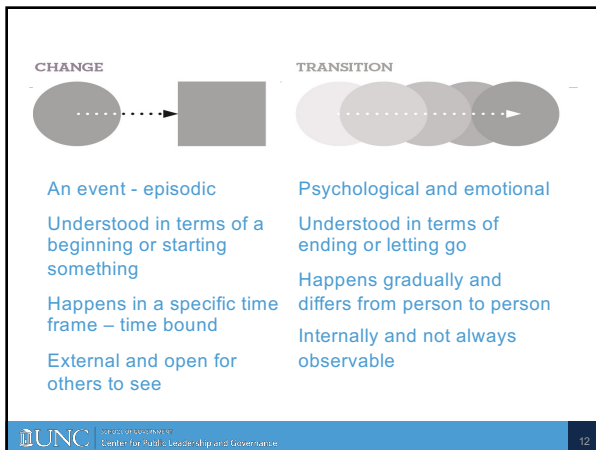 CHANGE
An event - episodic
Understood in terms of a
beginning or starting
something
Happens in a specific time
frame – time bound
External and open for
others to see
TRANSITION
Psychological and emotional
Understood in terms of
ending or letting go
Happens gradually and
differs from person to person
Internally and not always
observable
UNC
SCHOOL OF GOVERNMENT
Center for Public Leadership and Governance
12